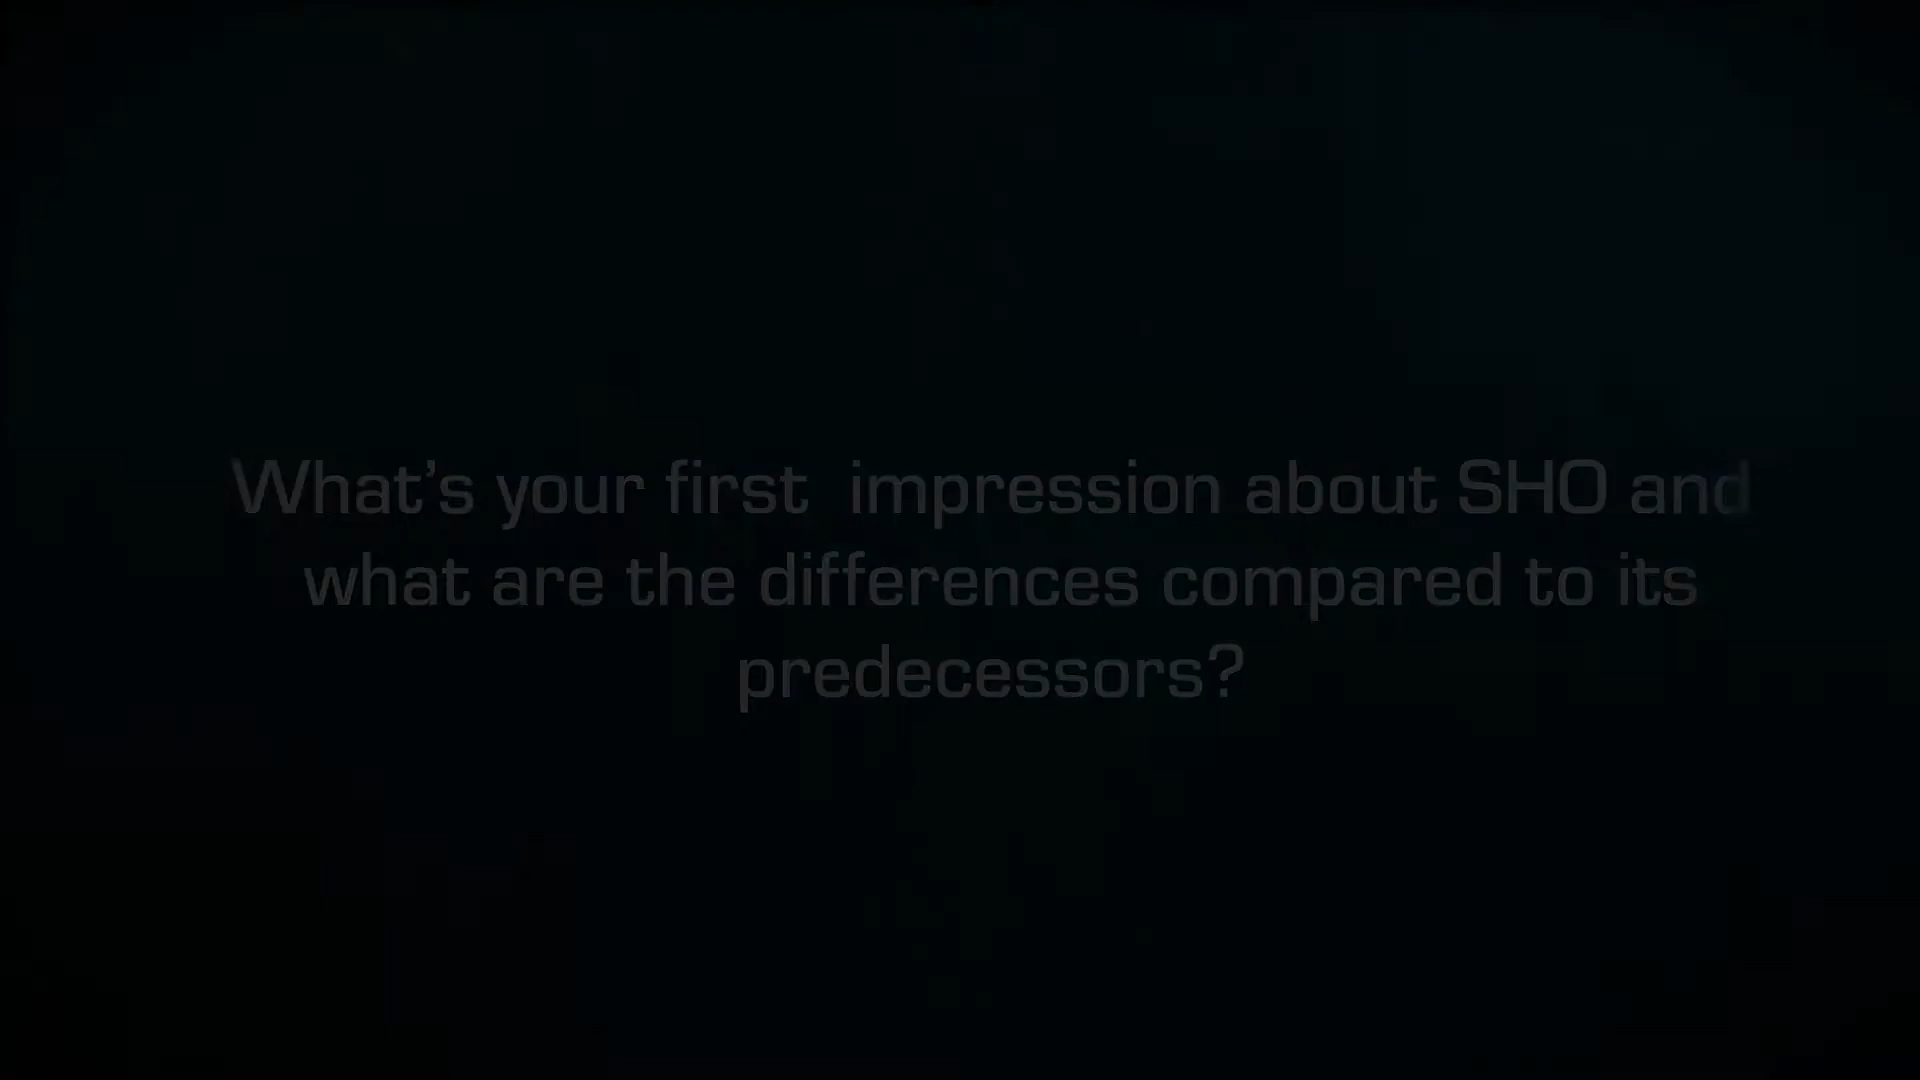 What’s your first  impression about SHO and
what are the differences compared to its
predecessors?